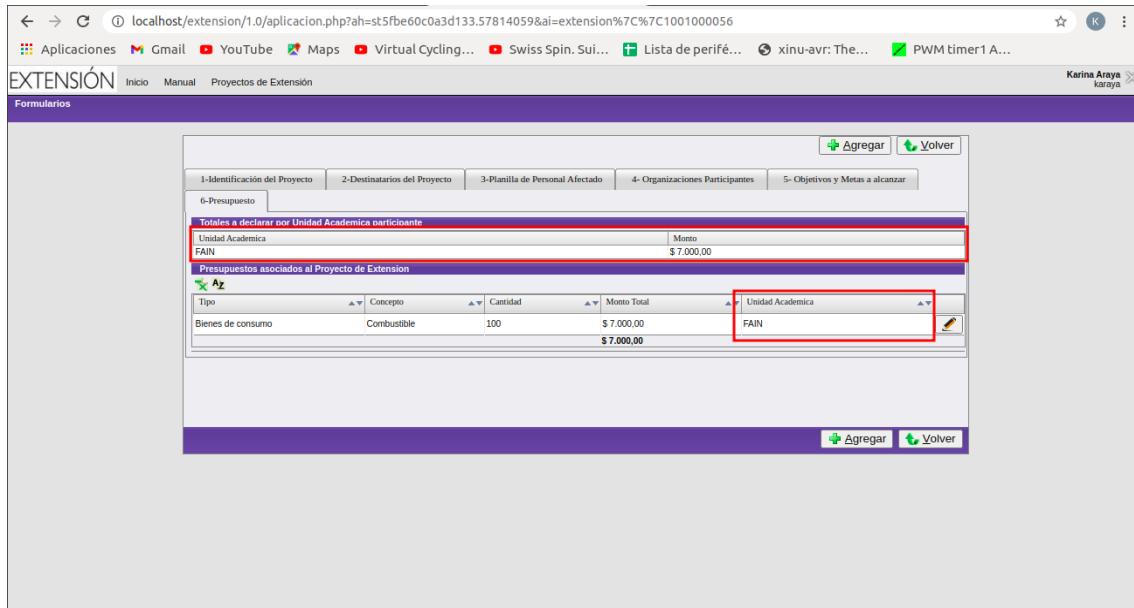 localhost/extension/1.0/aplicacion.php?ah=st5fbe60c0a3d133.57814059&ai=extension%7C%7C1001000056
K
Aplicaciones Gmail YouTube Maps Virtual Cycling... Swiss Spin. Sui... Lista de perifé... xinu-avr: The... PWM timer1 A...
EXTENSIÓN Inicio Manual Proyectos de Extensión Karina Araya
karaya
Formularios
Agregar Volver
1-Identificación del Proyecto 2-Destinatarios del Proyecto 3-Planilla de Personal Afectado 4- Organizaciones Participantes 5- Objetivos y Metas a alcanzar
6-Presupuesto
Totales a declarar por Unidad Academica participante
Unidad Academica Monto
FAIN $ 7.000,00
Presupuestos asociados al Proyecto de Extension
AZ
Tipo Concepto Cantidad Monto Total Unidad Academica
Bienes de consumo Combustible 100 $ 7.000,00 FAIN
$ 7.000,00
Agregar Volver